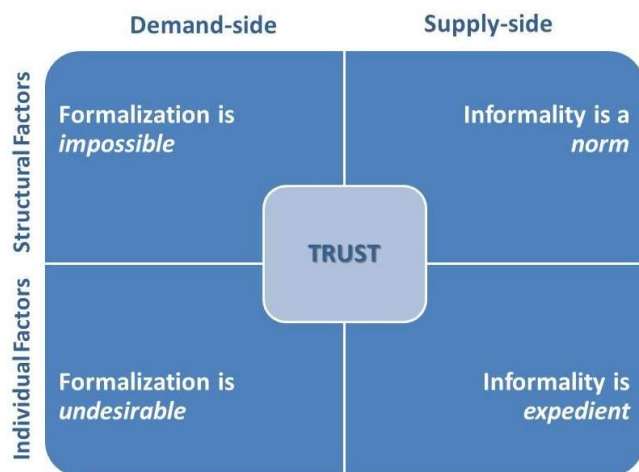 Demand-side
Supply-side
Structural Factors
Formalization is
impossible
Informality is a
norm
TRUST
Individual Factors
Formalization is
undesirable
Informality is
expedient